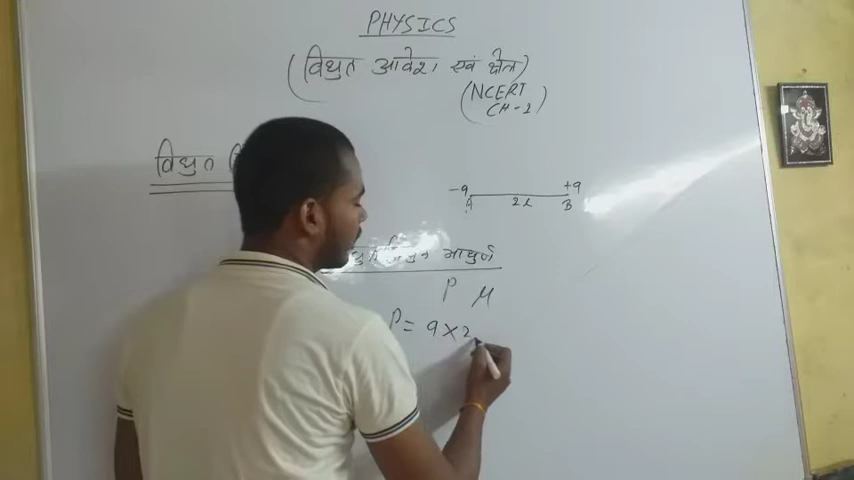 PHYSICS
(विधुत आवेश एवं क्षेत्र)
(NCERT
CH-1)
विधुत
-q +q
A 2L B
आघुर्ण
P μ
P = q × 2